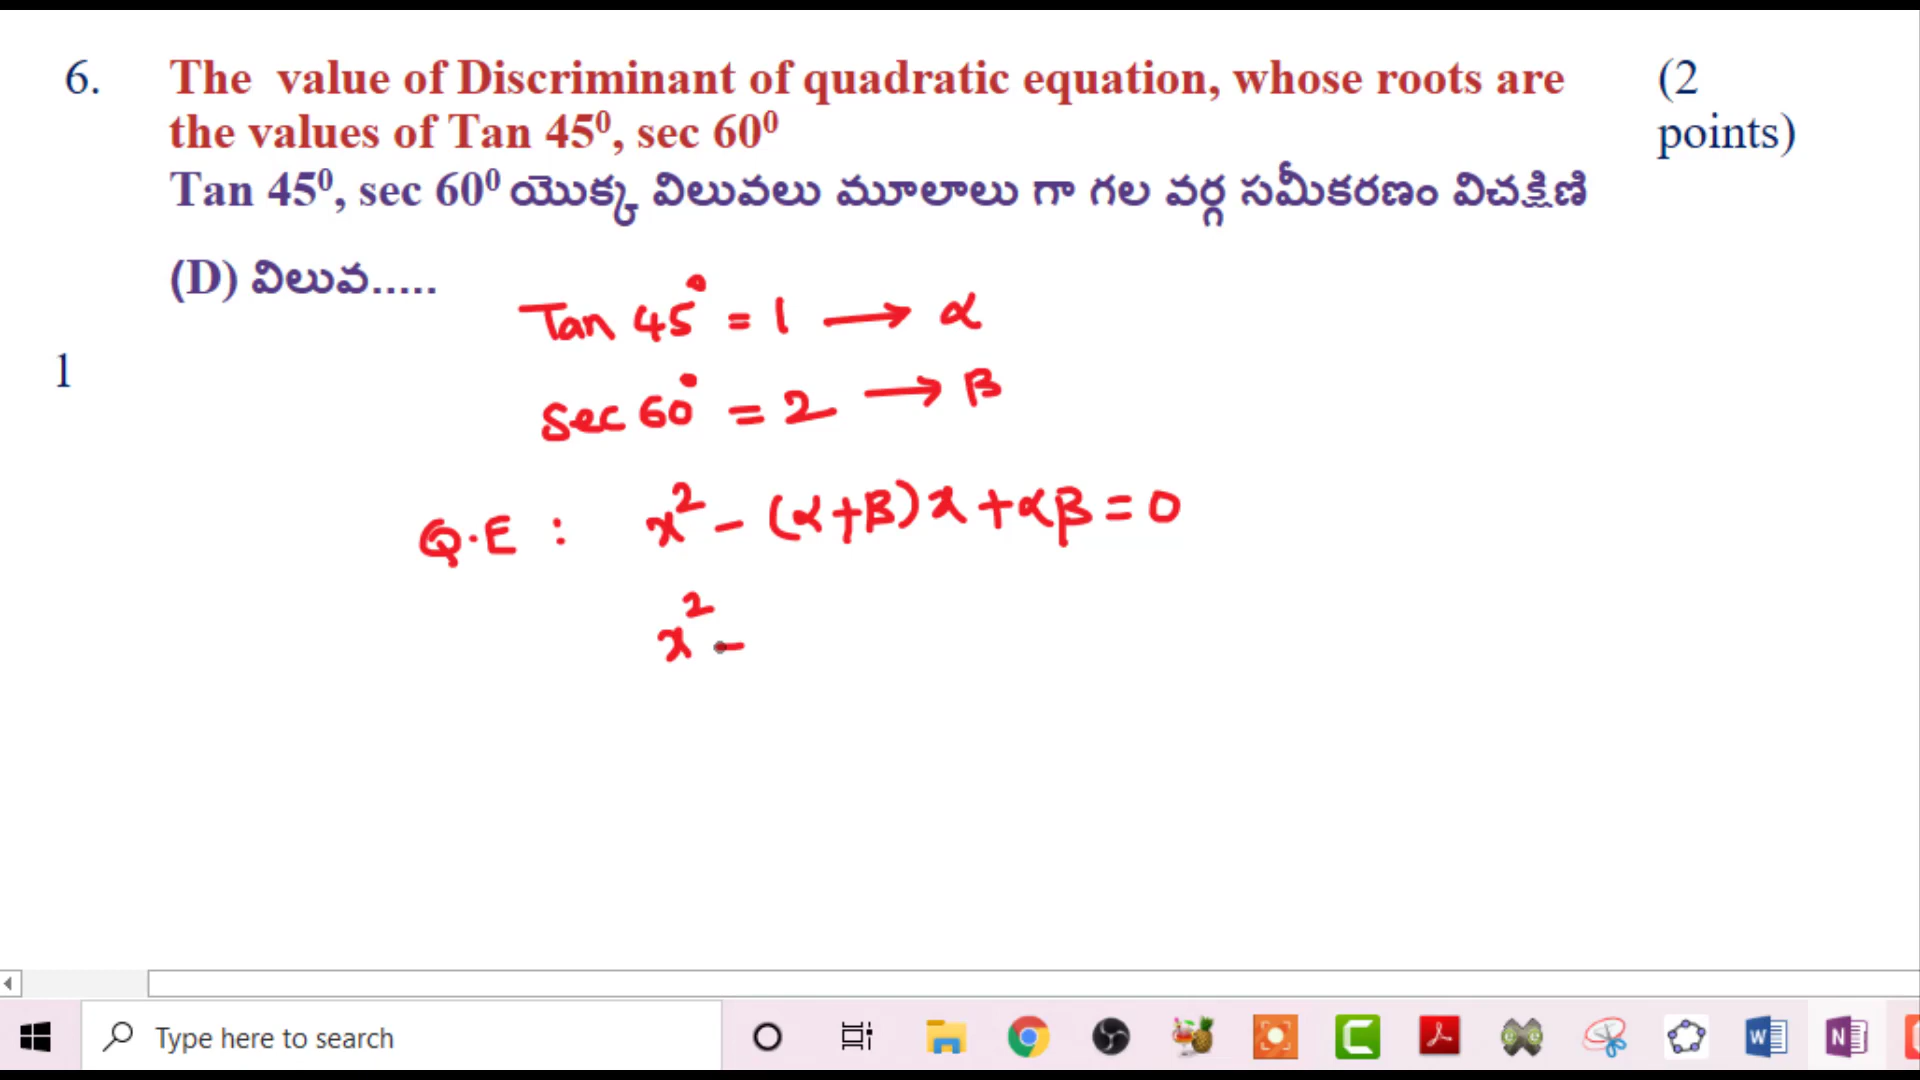 6. The value of Discriminant of quadratic equation, whose roots are (2
the values of Tan 45⁰, sec 60⁰ points)
Tan 45⁰, sec 60⁰ యొక్క విలువలు మూలాలు గా గల వర్గ సమీకరణం విచక్షిణి
(D) విలువ.....
Tan 45° = 1 → α
1
Sec 60° = 2 → β
Q.E : x² - (α+β)x + αβ = 0
x² -
Type here to search